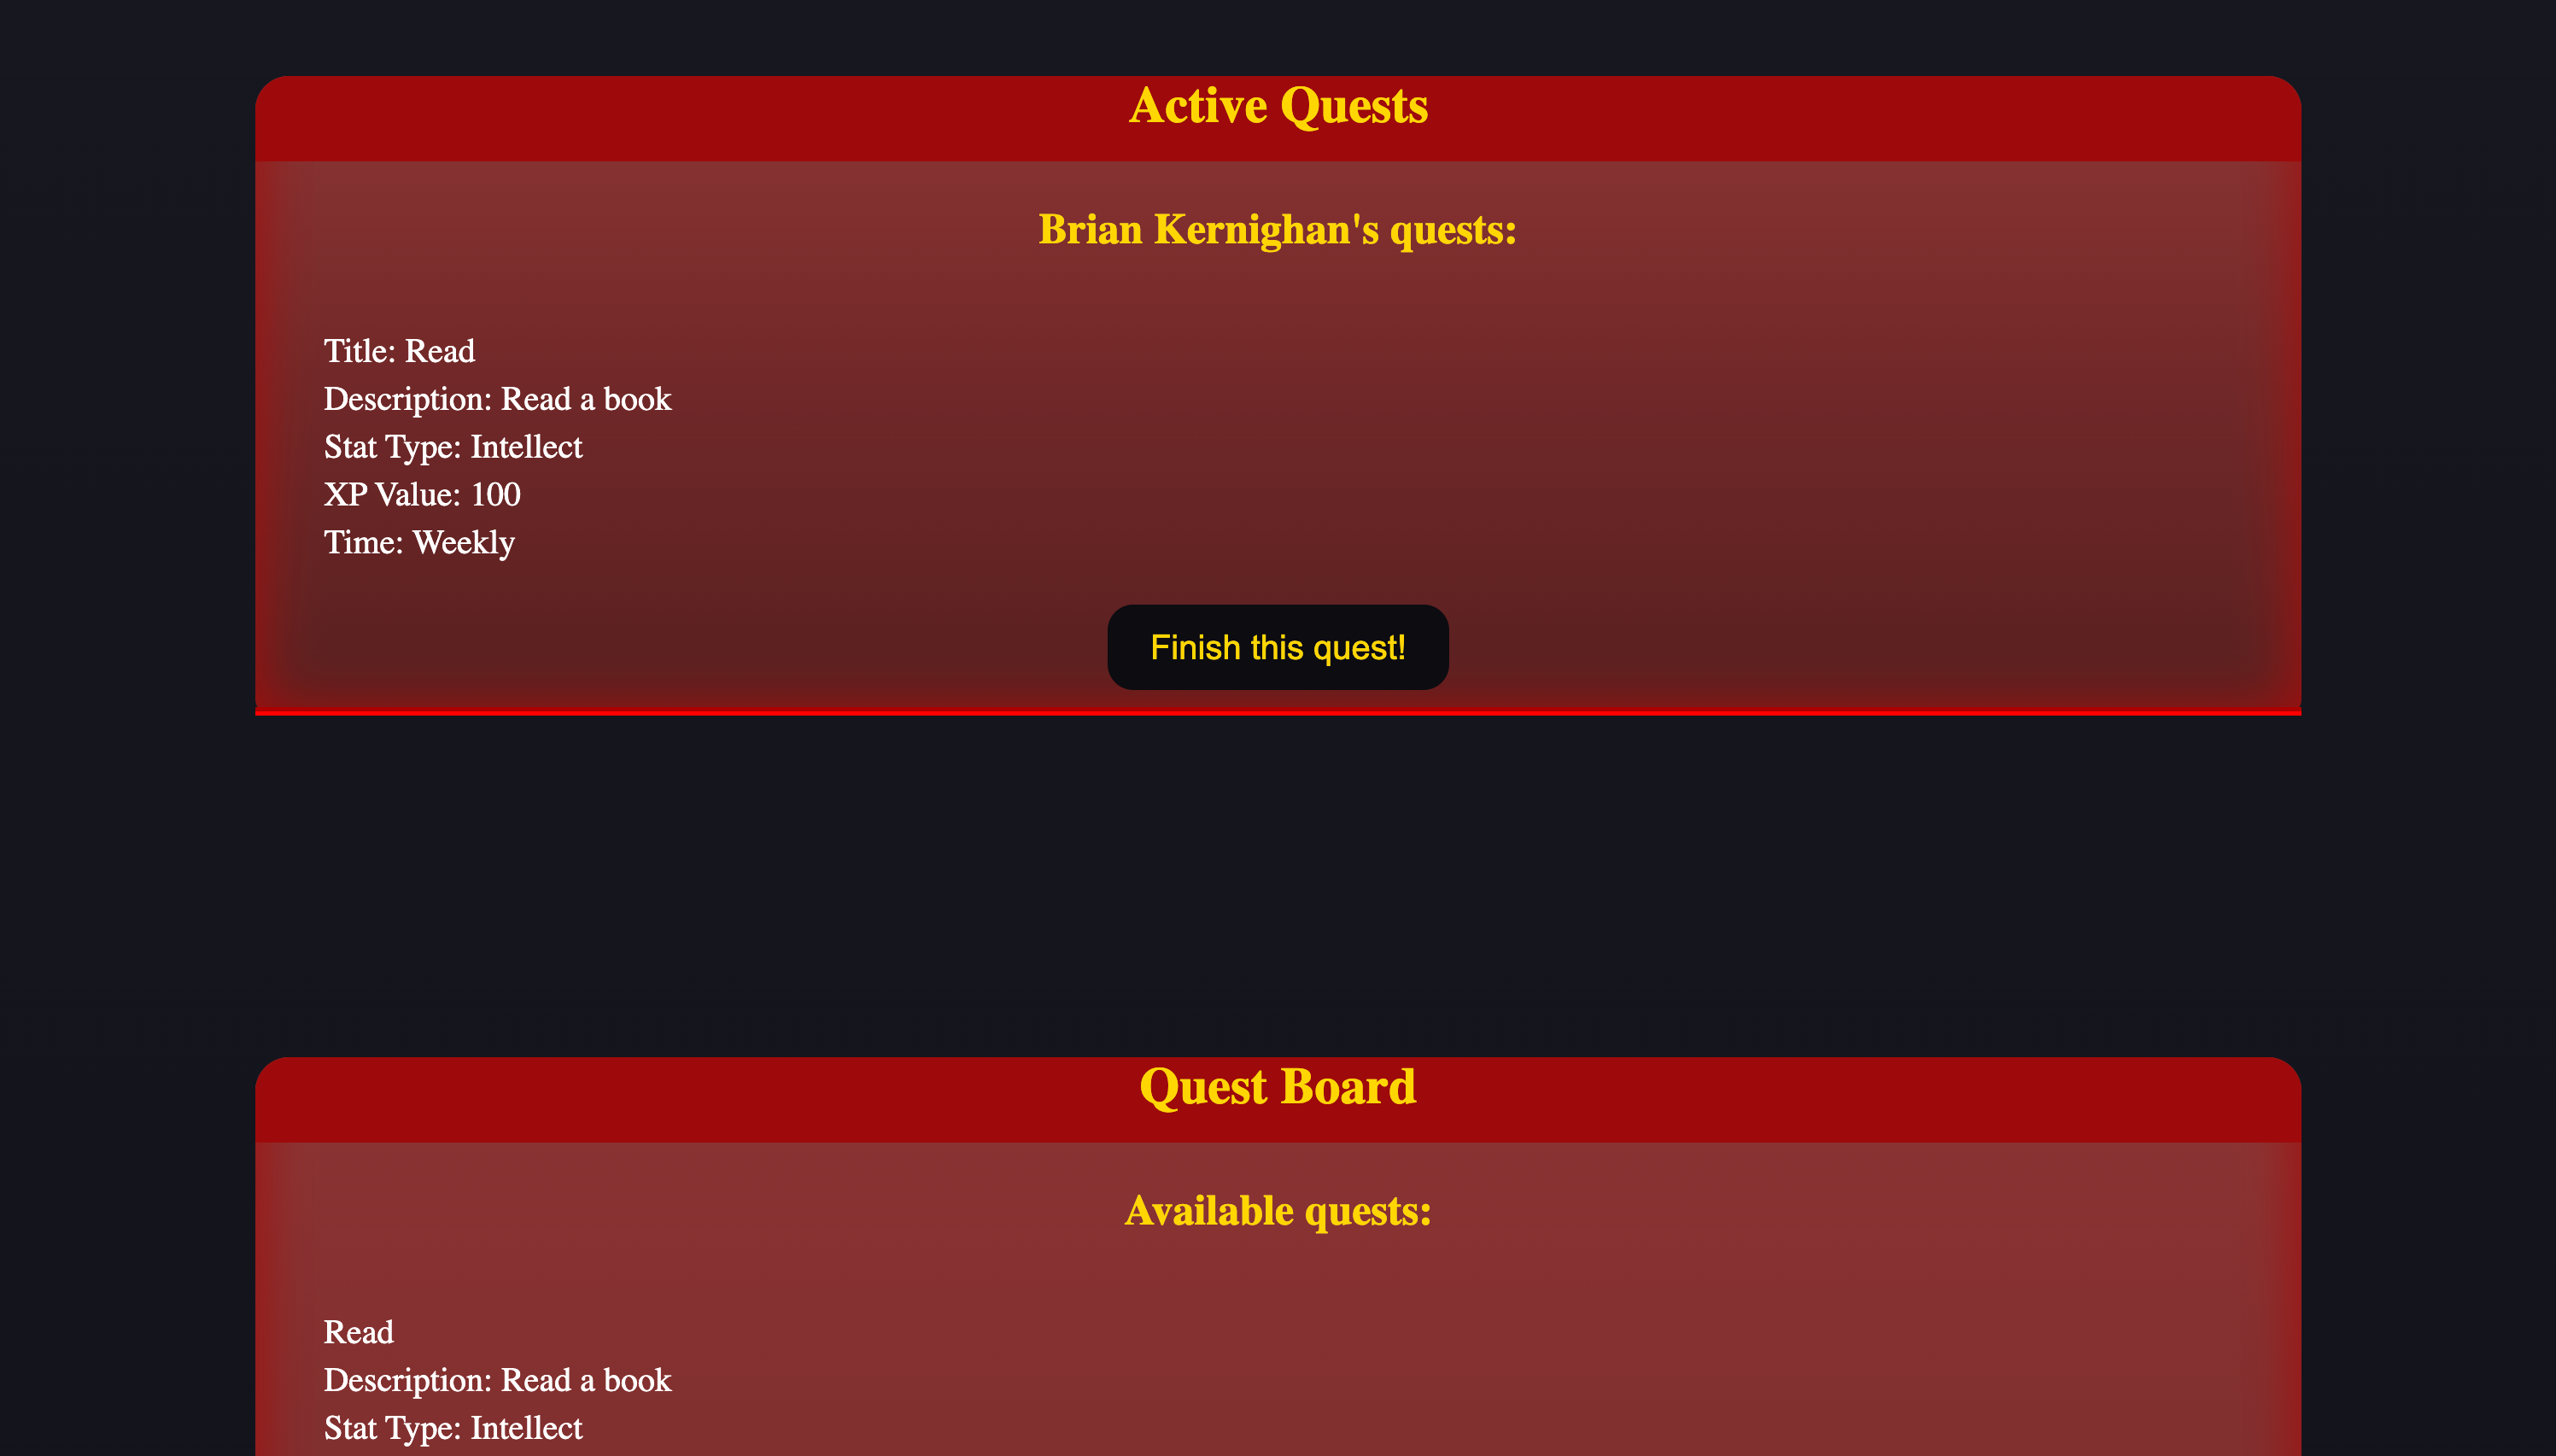 Active Quests
Brian Kernighan's quests:
Title: Read
Description: Read a book
Stat Type: Intellect
XP Value: 100
Time: Weekly
Finish this quest!
Quest Board
Available quests:
Read
Description: Read a book
Stat Type: Intellect